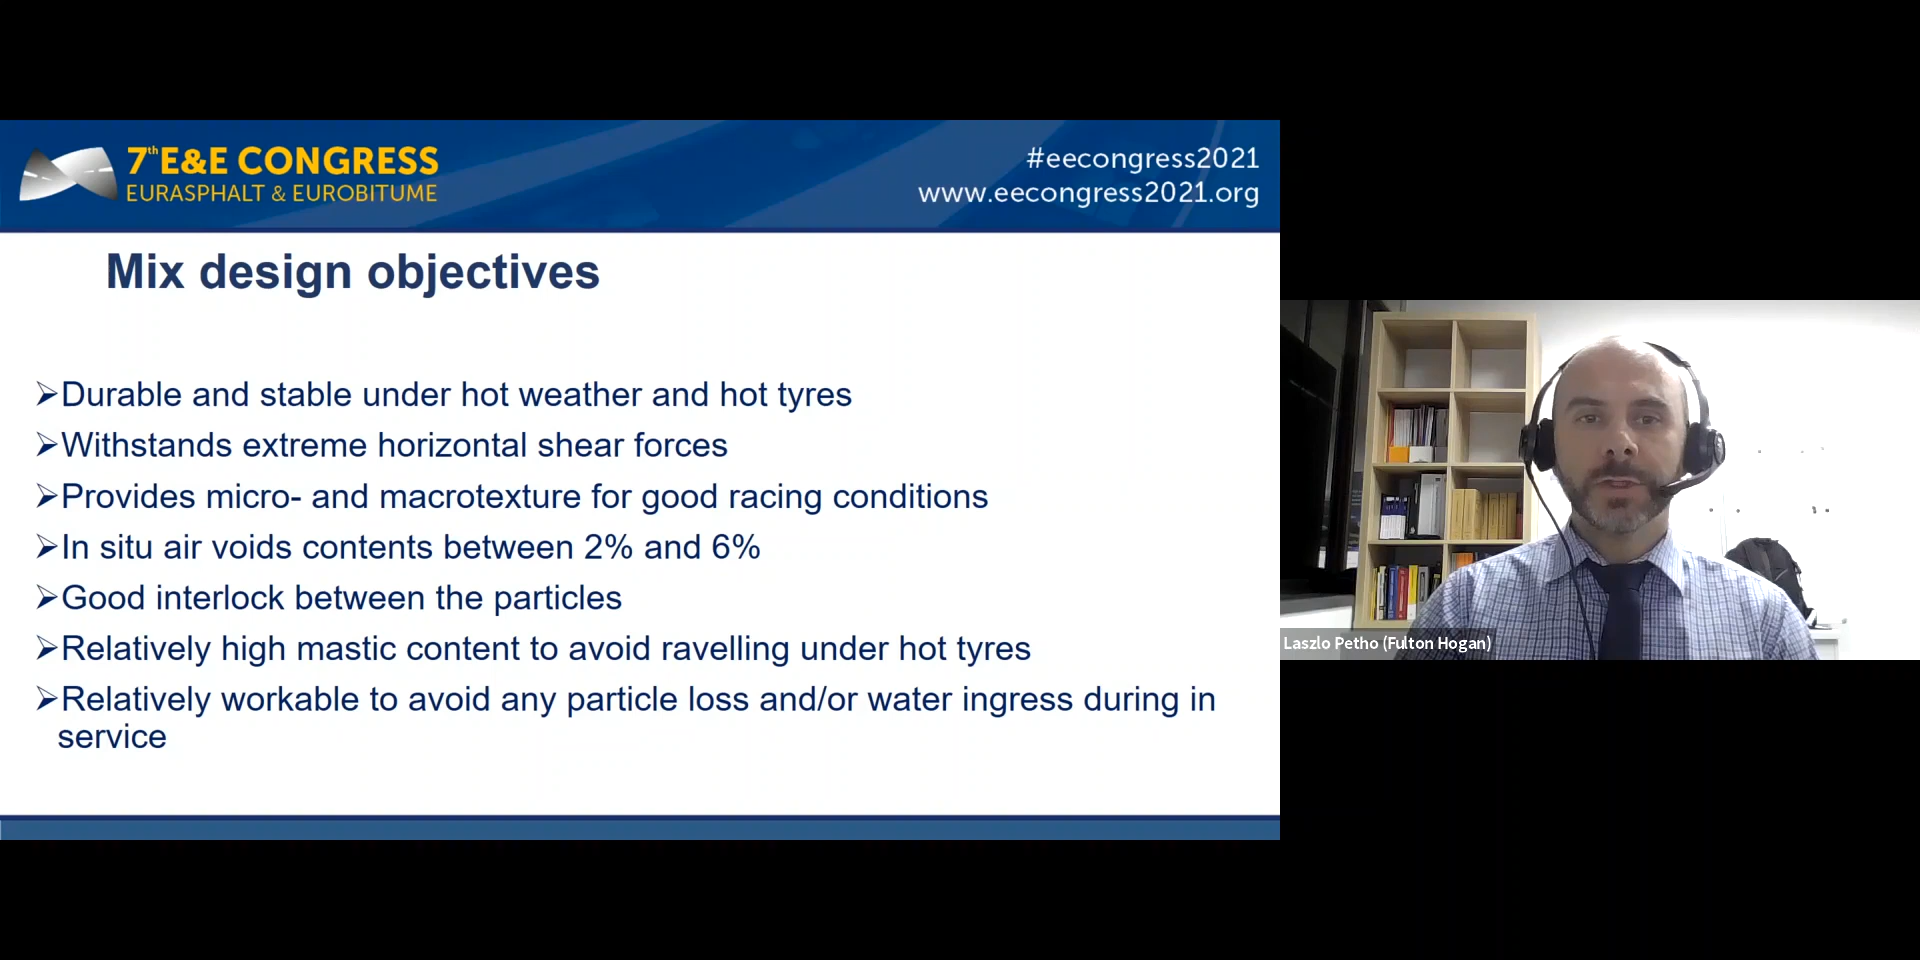 7th E&E CONGRESS
EURASPHALT & EUROBITUME
#eecongress2021
www.eecongress2021.org
Mix design objectives
➢Durable and stable under hot weather and hot tyres
➢Withstands extreme horizontal shear forces
➢Provides micro- and macrotexture for good racing conditions
➢In situ air voids contents between 2% and 6%
➢Good interlock between the particles
➢Relatively high mastic content to avoid ravelling under hot tyres
➢Relatively workable to avoid any particle loss and/or water ingress during in
service
Laszlo Petho (Fulton Hogan)